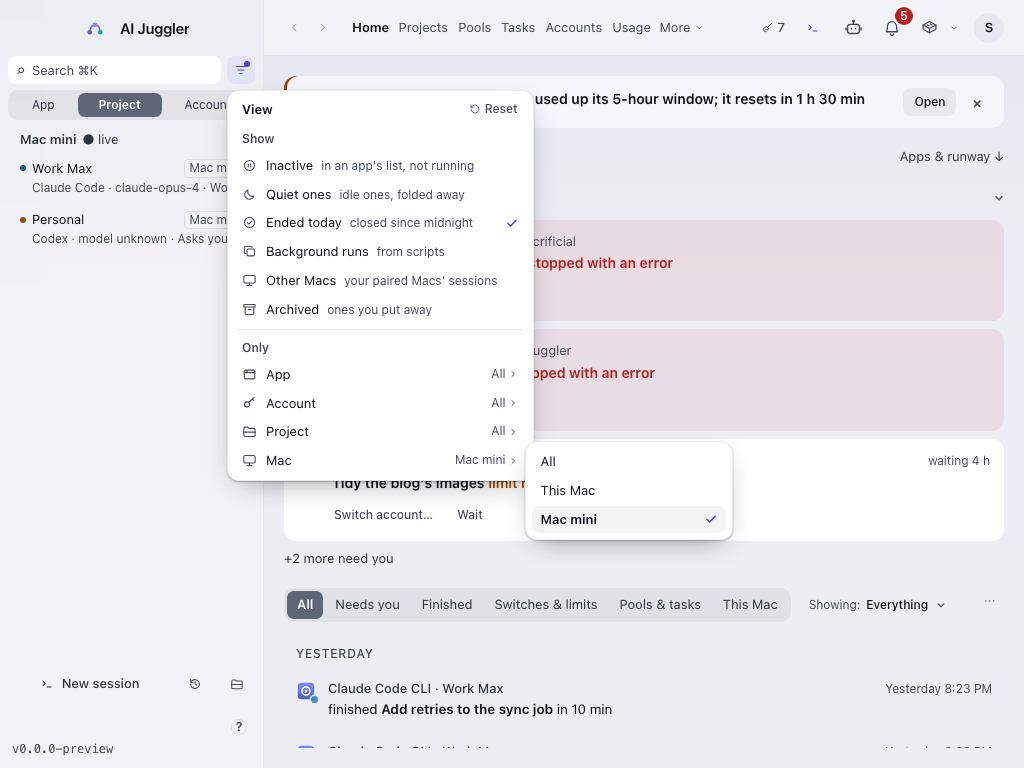 AI Juggler
Search ⌘K
App
Project
Accoun
Mac mini
live
Work Max
Mac m
Claude Code · claude-opus-4 · Wo
Personal
Mac m
Codex · model unknown · Asks you
New session
?
v0.0.0-preview
Home
Projects
Pools
Tasks
Accounts
Usage
More
7
5
S
used up its 5-hour window; it resets in 1 h 30 min
Open
Apps & runway ↓
View
Reset
Show
Inactive in an app's list, not running
Quiet ones idle ones, folded away
Ended today closed since midnight
Background runs from scripts
Other Macs your paired Macs' sessions
Archived ones you put away
Only
App All
Account All
Project All
Mac Mac mini
All
This Mac
Mac mini
crificial
stopped with an error
uggler
pped with an error
waiting 4 h
Tidy the blog's images limit r
Switch account…
Wait
+2 more need you
All
Needs you
Finished
Switches & limits
Pools & tasks
This Mac
Showing: Everything
…
YESTERDAY
Claude Code CLI · Work Max
Yesterday 8:23 PM
finished Add retries to the sync job in 10 min